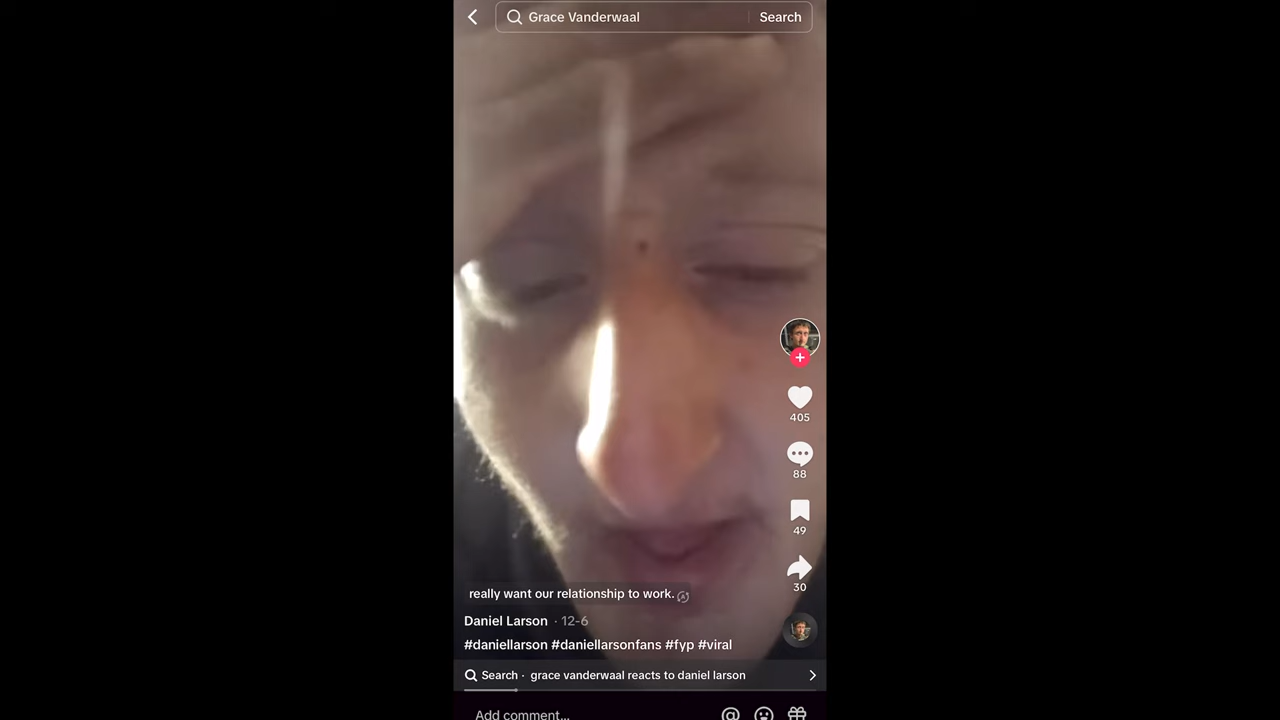 Grace Vanderwaal
Search
405
88
49
30
really want our relationship to work.
Daniel Larson · 12-6
#daniellarson #daniellarsonfans #fyp #viral
Search · grace vanderwaal reacts to daniel larson
Add comment...